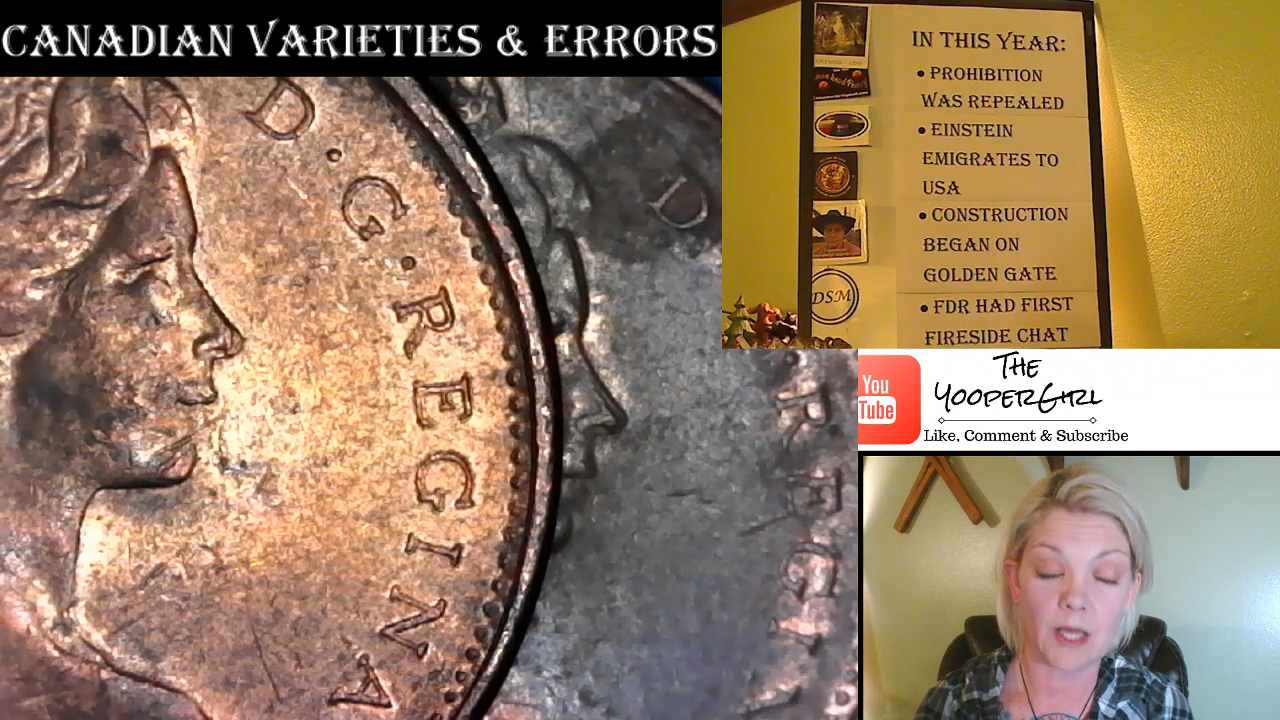 CANADIAN VARIETIES & ERRORS
D·G·REGINA
D
REGI
IN THIS YEAR:
• PROHIBITION
WAS REPEALED
• EINSTEIN
EMIGRATES TO
USA
• CONSTRUCTION
BEGAN ON
GOLDEN GATE
• FDR HAD FIRST
FIRESIDE CHAT
DSM
You
Tube
THE
YOOPERGIRL
Like, Comment & Subscribe